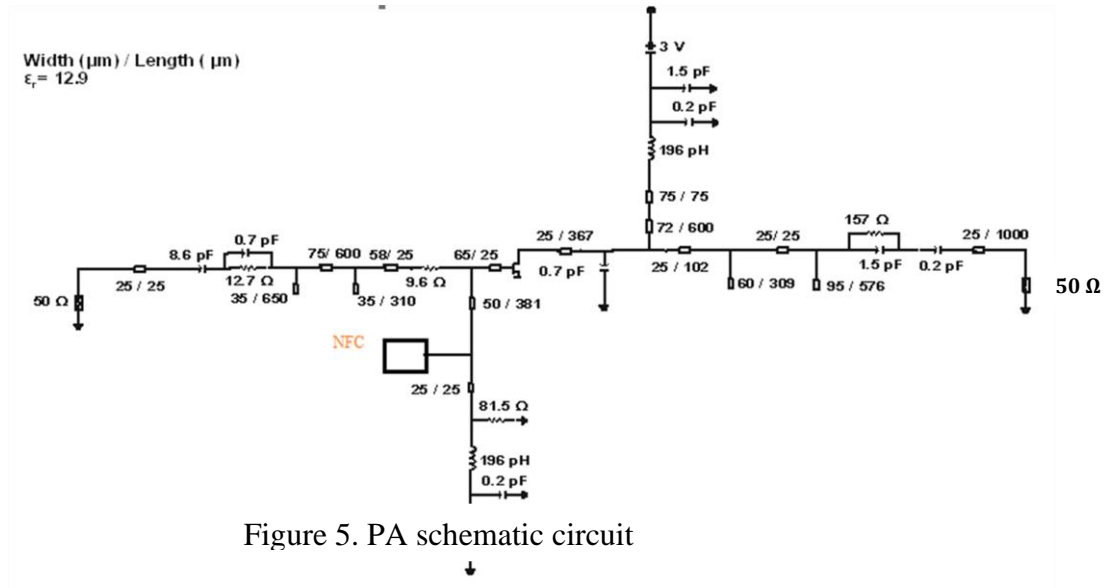 Width (µm) / Length ( µm)
εr= 12.9
3 V
1.5 pF
0.2 pF
196 pH
75 / 75
72 / 600
157 Ω
25 / 367
25/ 25
25 / 1000
0.7 pF
8.6 pF
75/ 600
58/ 25
65/ 25
0.7 pF
25 / 102
1.5 pF
0.2 pF
12.7 Ω
9.6 Ω
25 / 25
35 / 650
35 / 310
50 / 381
60 / 309
95 / 576
50 Ω
50 Ω
NFC
25 / 25
81.5 Ω
196 pH
0.2 pF
Figure 5. PA schematic circuit